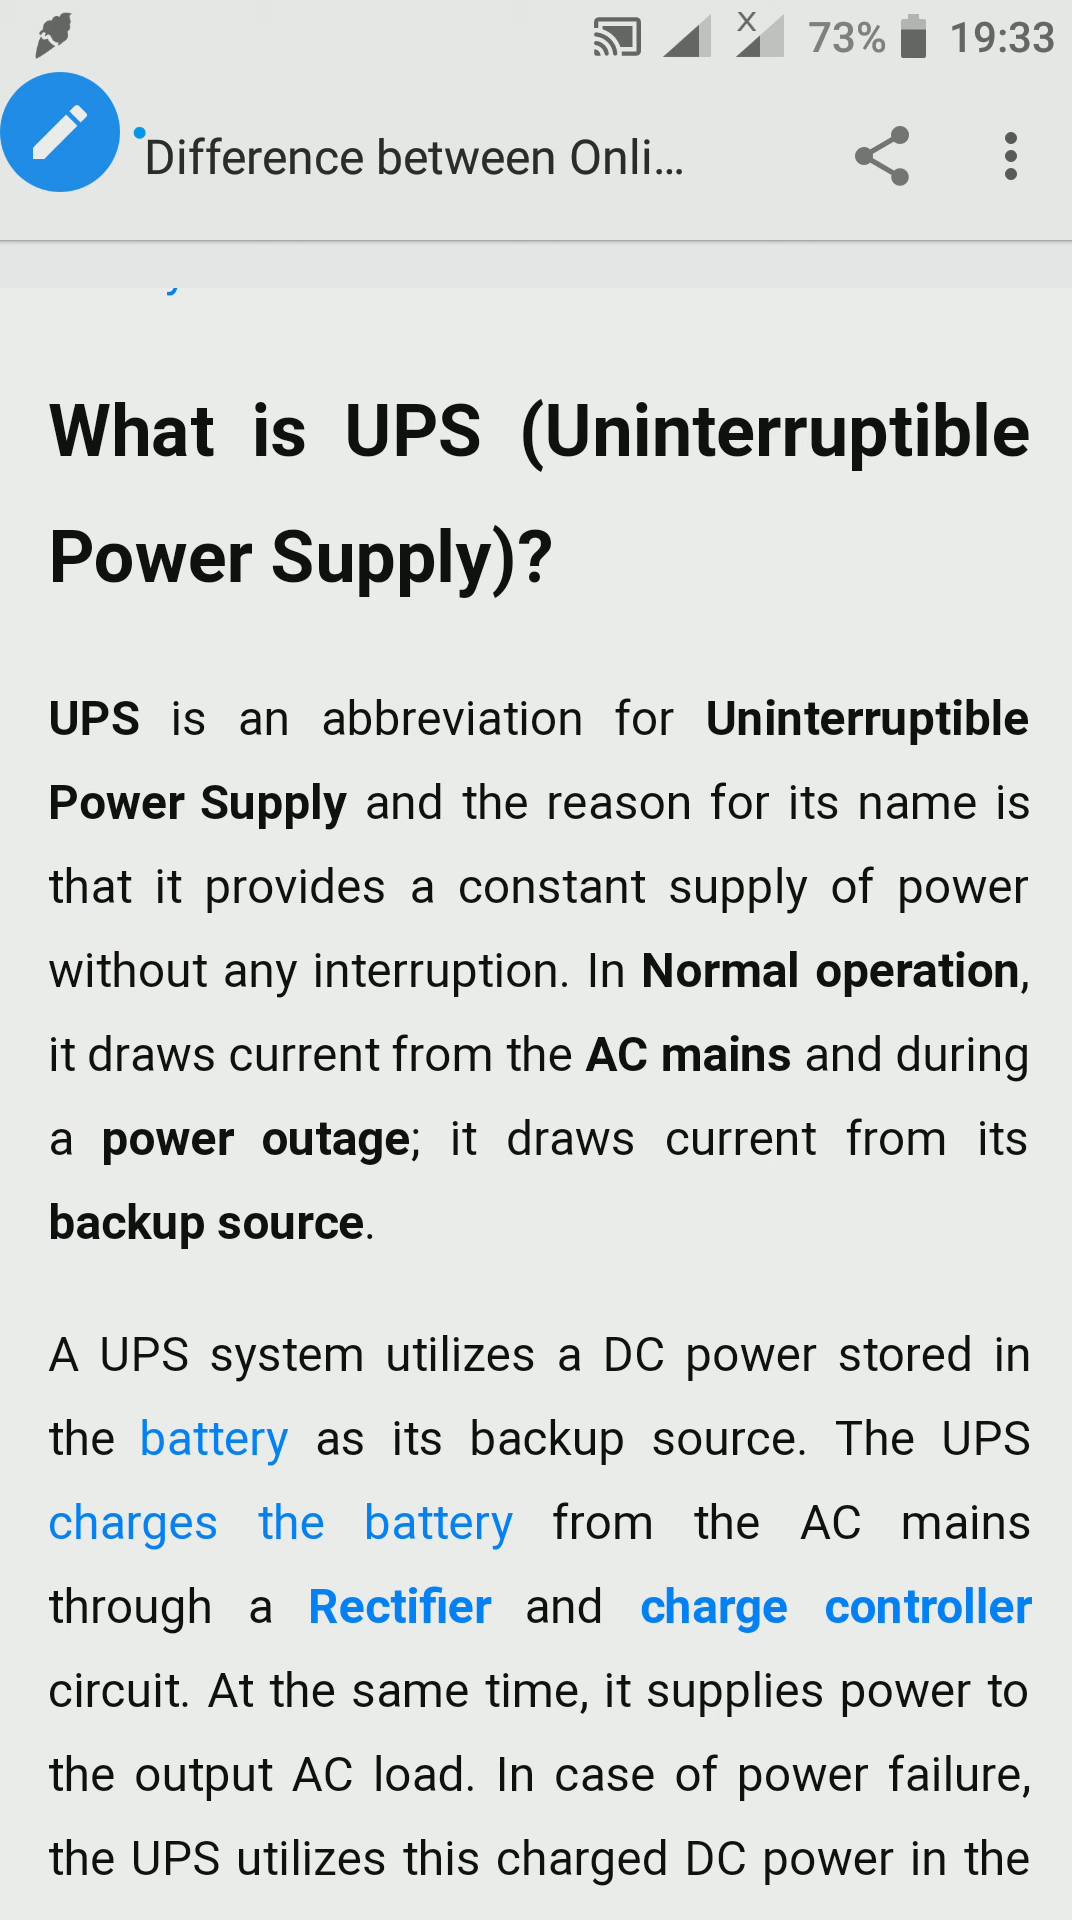 73% 19:33
Difference between Onli...
What is UPS (Uninterruptible
Power Supply)?
UPS is an abbreviation for Uninterruptible
Power Supply and the reason for its name is
that it provides a constant supply of power
without any interruption. In Normal operation,
it draws current from the AC mains and during
a power outage; it draws current from its
backup source.
A UPS system utilizes a DC power stored in
the battery as its backup source. The UPS
charges the battery from the AC mains
through a Rectifier and charge controller
circuit. At the same time, it supplies power to
the output AC load. In case of power failure,
the UPS utilizes this charged DC power in the